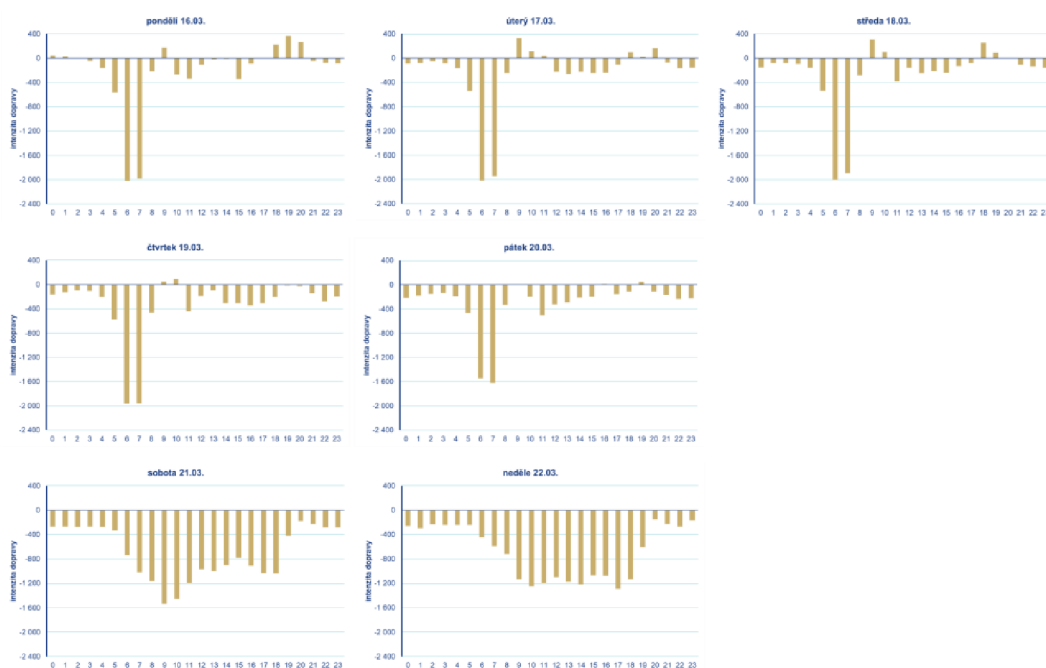 pondělí 16.03.
intenzita dopravy
400
0
-400
-800
-1 200
-1 600
-2 000
-2 400
0 1 2 3 4 5 6 7 8 9 10 11 12 13 14 15 16 17 18 19 20 21 22 23
úterý 17.03.
intenzita dopravy
400
0
-400
-800
-1 200
-1 600
-2 000
-2 400
0 1 2 3 4 5 6 7 8 9 10 11 12 13 14 15 16 17 18 19 20 21 22 23
středa 18.03.
intenzita dopravy
400
0
-400
-800
-1 200
-1 600
-2 000
-2 400
0 1 2 3 4 5 6 7 8 9 10 11 12 13 14 15 16 17 18 19 20 21 22 23
čtvrtek 19.03.
intenzita dopravy
400
0
-400
-800
-1 200
-1 600
-2 000
-2 400
0 1 2 3 4 5 6 7 8 9 10 11 12 13 14 15 16 17 18 19 20 21 22 23
pátek 20.03.
intenzita dopravy
400
0
-400
-800
-1 200
-1 600
-2 000
-2 400
0 1 2 3 4 5 6 7 8 9 10 11 12 13 14 15 16 17 18 19 20 21 22 23
sobota 21.03.
intenzita dopravy
400
0
-400
-800
-1 200
-1 600
-2 000
-2 400
0 1 2 3 4 5 6 7 8 9 10 11 12 13 14 15 16 17 18 19 20 21 22 23
neděle 22.03.
intenzita dopravy
400
0
-400
-800
-1 200
-1 600
-2 000
-2 400
0 1 2 3 4 5 6 7 8 9 10 11 12 13 14 15 16 17 18 19 20 21 22 23